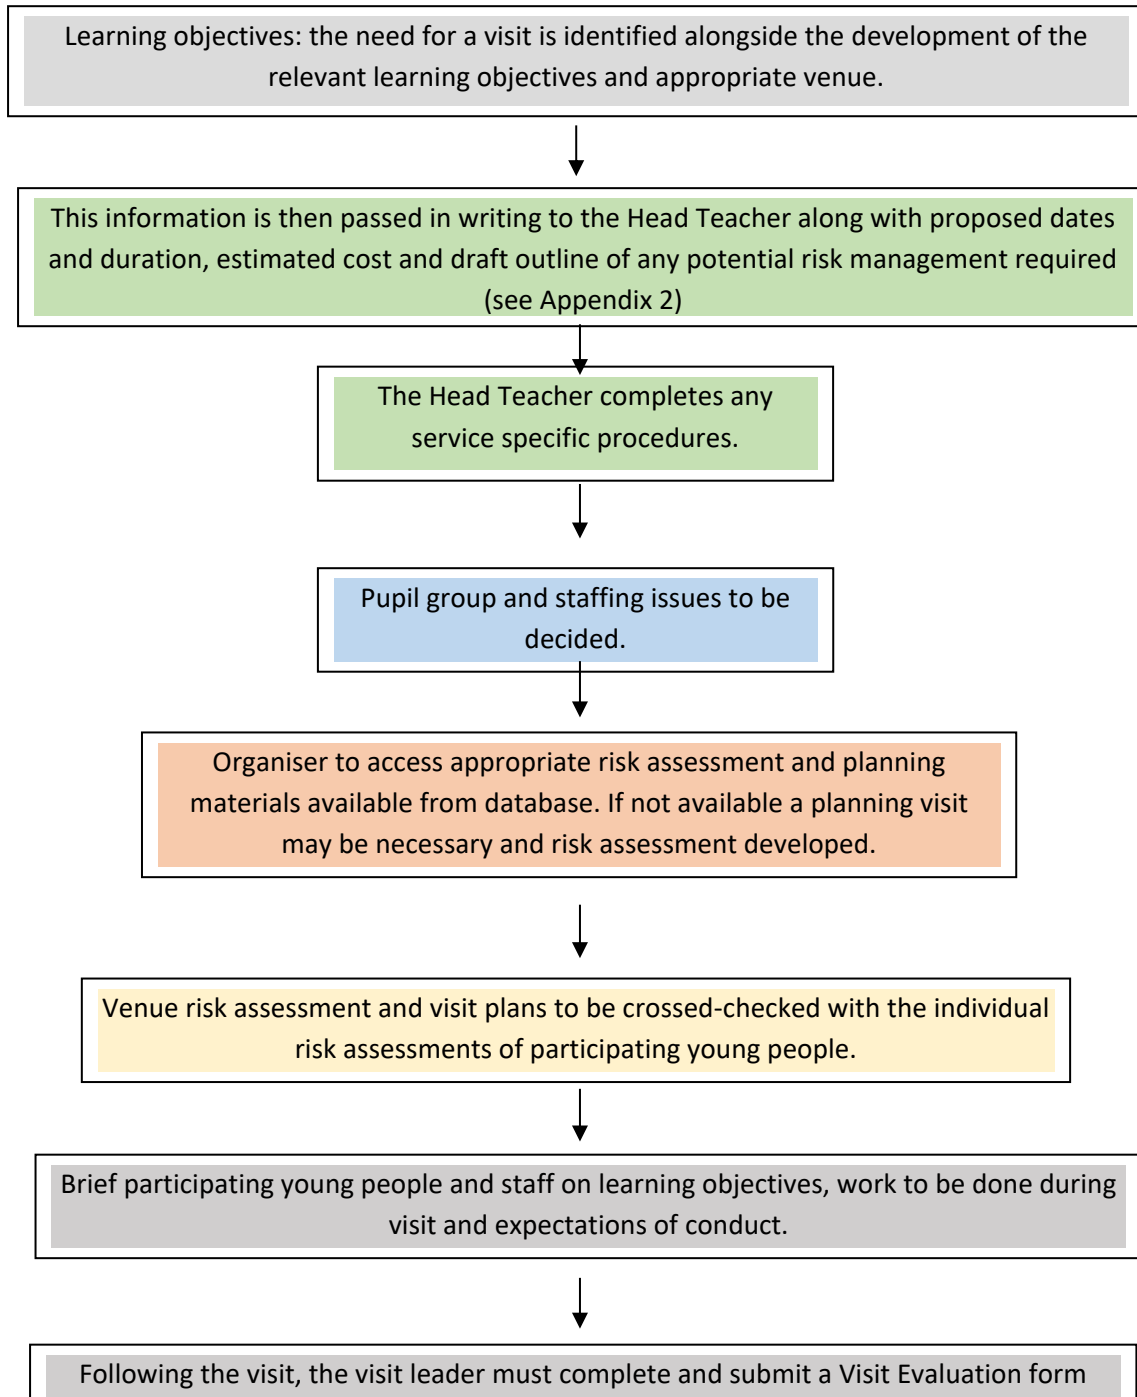 Learning objectives: the need for a visit is identified alongside the development of the
relevant learning objectives and appropriate venue.
This information is then passed in writing to the Head Teacher along with proposed dates
and duration, estimated cost and draft outline of any potential risk management required
(see Appendix 2)
The Head Teacher completes any
service specific procedures.
Pupil group and staffing issues to be
decided.
Organiser to access appropriate risk assessment and planning
materials available from database. If not available a planning visit
may be necessary and risk assessment developed.
Venue risk assessment and visit plans to be crossed-checked with the individual
risk assessments of participating young people.
Brief participating young people and staff on learning objectives, work to be done during
visit and expectations of conduct.
Following the visit, the visit leader must complete and submit a Visit Evaluation form